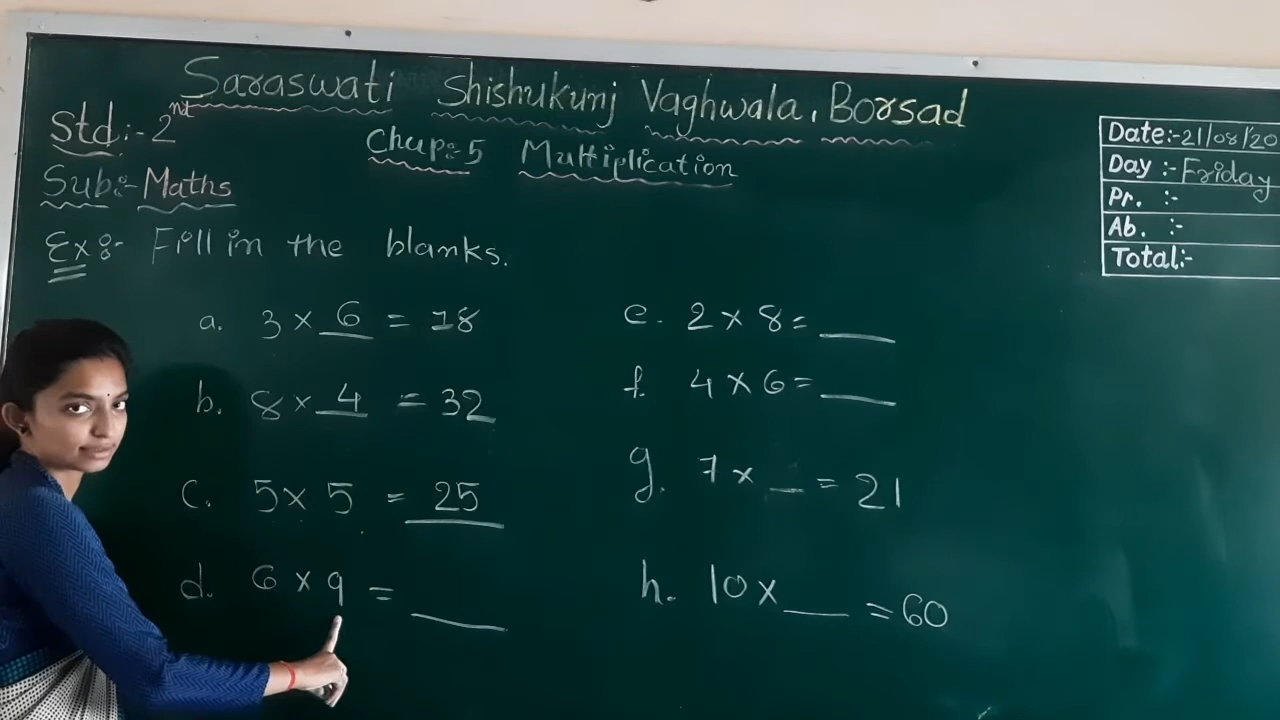 Saraswati Shishukunj Vaghwala, Borsad
Std:- 2nd
Chap:-5 Multiplication
Sub:- Maths
Date:-21/08/20
Day :- Friday
Pr. :-
Ab. :-
Total:-
Ex:- Fill in the blanks.
a. 3 × 6 = 18
b. 8 × 4 = 32
c. 5 × 5 = 25
d. 6 × 9 = ___
e. 2 × 8 = ___
f. 4 × 6 = ___
g. 7 × _ = 21
h. 10 × ___ = 60